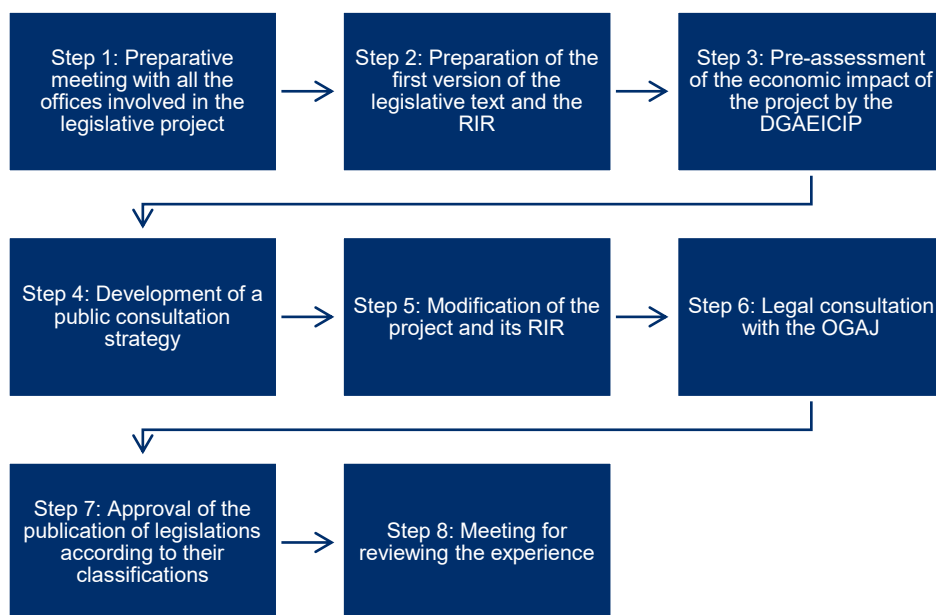 Step 1: Preparative
meeting with all the
offices involved in the
legislative project
Step 2: Preparation of the
first version of the
legislative text and the
RIR
Step 3: Pre-assessment
of the economic impact of
the project by the
DGAEICIP
Step 4: Development of a
public consultation
strategy
Step 5: Modification of the
project and its RIR
Step 6: Legal consultation
with the OGAJ
Step 7: Approval of the
publication of legislations
according to their
classifications
Step 8: Meeting for
reviewing the experience